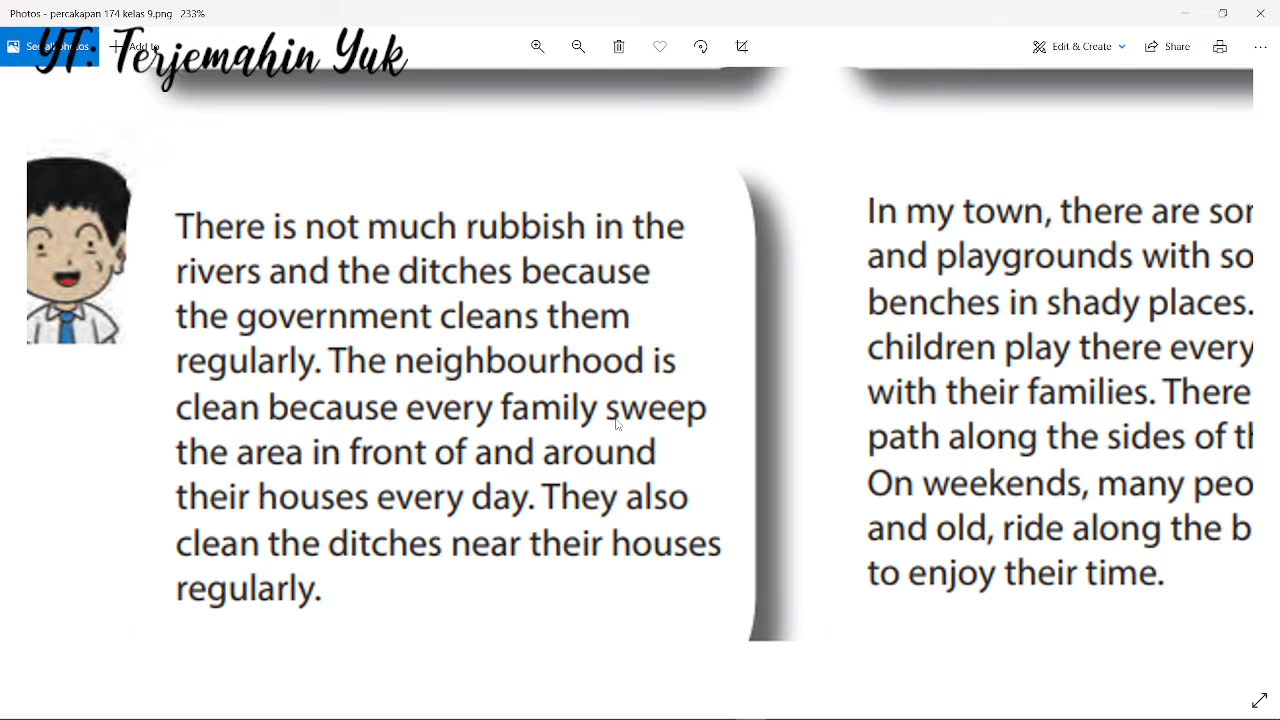 Photos - percakapan 174 kelas 9.png - 233%
See all photos
Add to
Edit & Create
Share
YT: Terjemahin Yuk
There is not much rubbish in the
rivers and the ditches because
the government cleans them
regularly. The neighbourhood is
clean because every family sweep
the area in front of and around
their houses every day. They also
clean the ditches near their houses
regularly.
In my town, there are
and playgrounds with
benches in shady places.
children play there every
with their families. There
path along the sides of
On weekends, many
and old, ride along the
to enjoy their time.